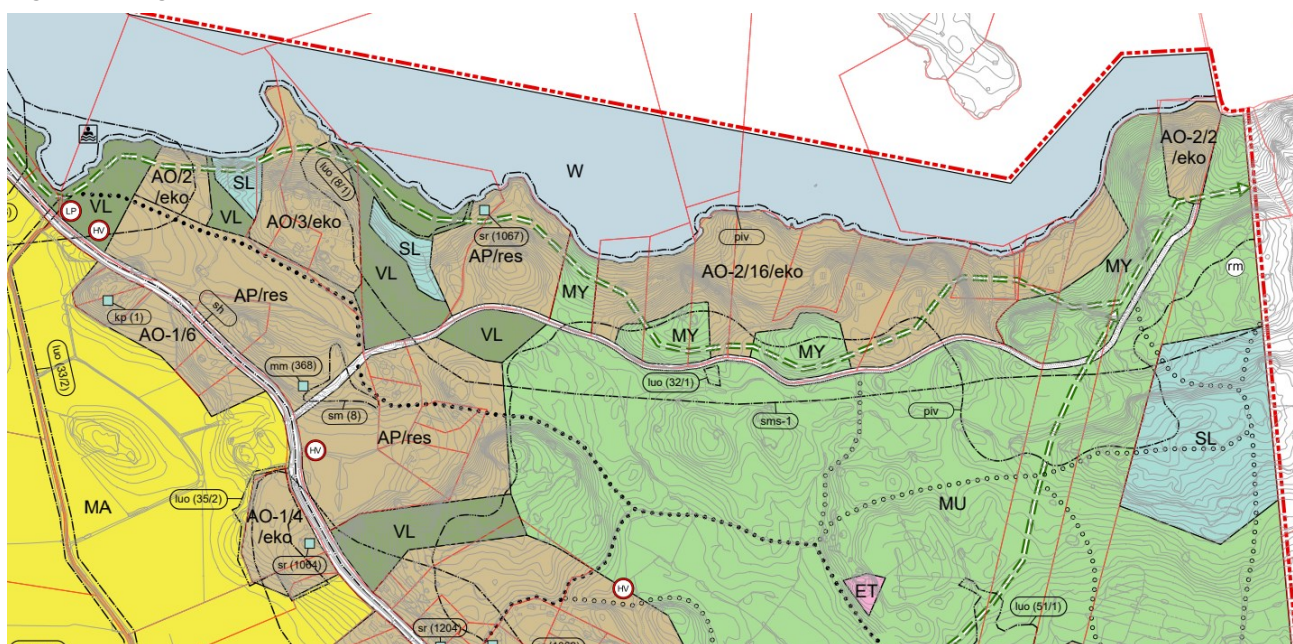 W
AO-2/2
/eko
AO/2
/eko
SL
luo (8/1)
LP
VL
HV
VL
AO/3/eko
sr (1067)
piv
SL
AP/res
AO-2/16/eko
MY
rm
VL
MY
AP/res
sh
kp (1)
AO-1/6
VL
MY
MY
luo (33/2)
mm (368)
luo (32/1)
sm (8)
sms-1
piv
AP/res
SL
HV
luo (35/2)
MA
AO-1/4
/eko
VL
MU
sr (1064)
ET
HV
luo (51/1)
sr (1204)